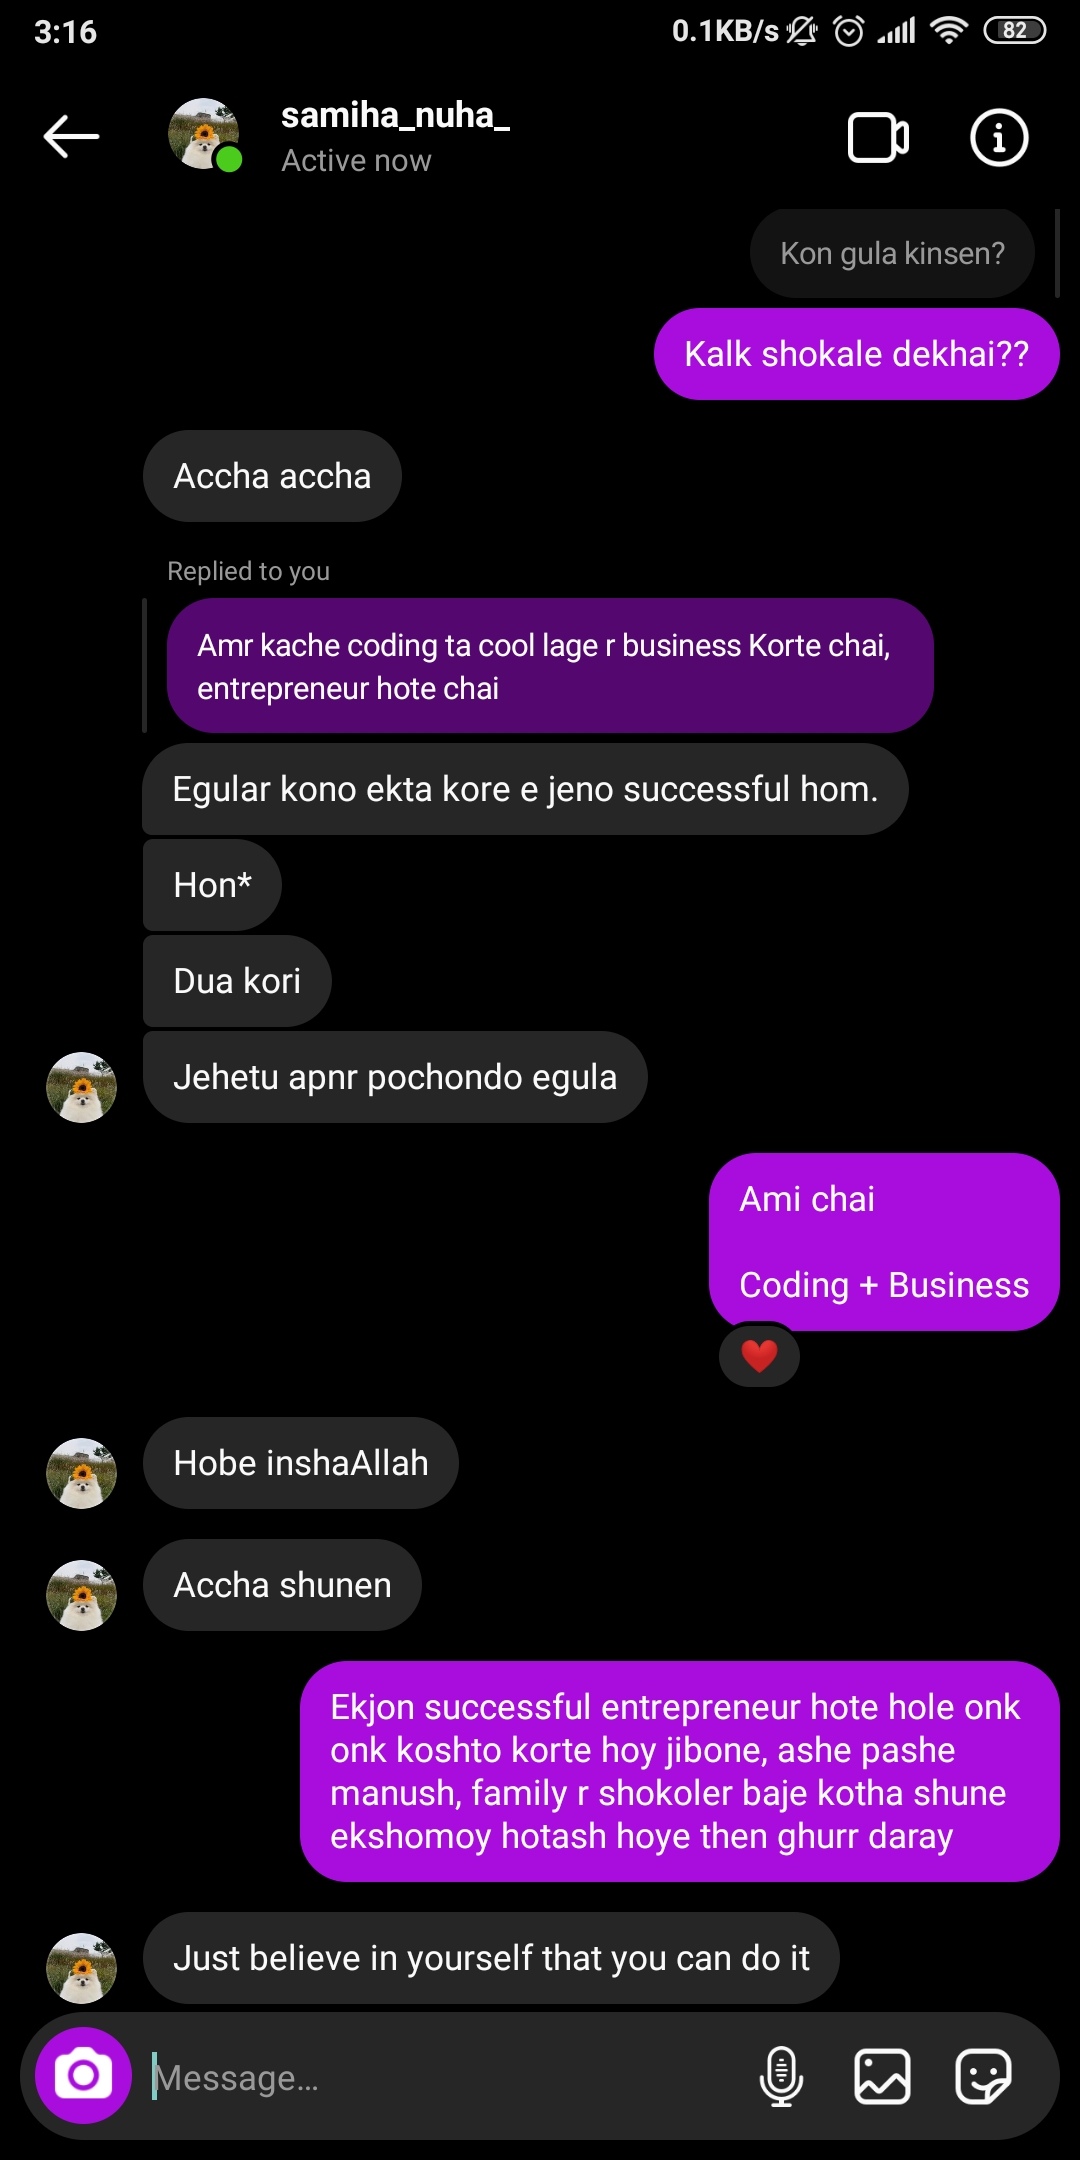 3:16
0.1KB/s
82
samiha_nuha_
Active now
Kon gula kinsen?
Kalk shokale dekhai??
Accha accha
Replied to you
Amr kache coding ta cool lage r business Korte chai,
entrepreneur hote chai
Egular kono ekta kore e jeno successful hom.
Hon*
Dua kori
Jehetu apnr pochondo egula
Ami chai
Coding + Business
Hobe inshaAllah
Accha shunen
Ekjon successful entrepreneur hote hole onk
onk koshto korte hoy jibone, ashe pashe
manush, family r shokoler baje kotha shune
ekshomoy hotash hoye then ghurr daray
Just believe in yourself that you can do it
Message...